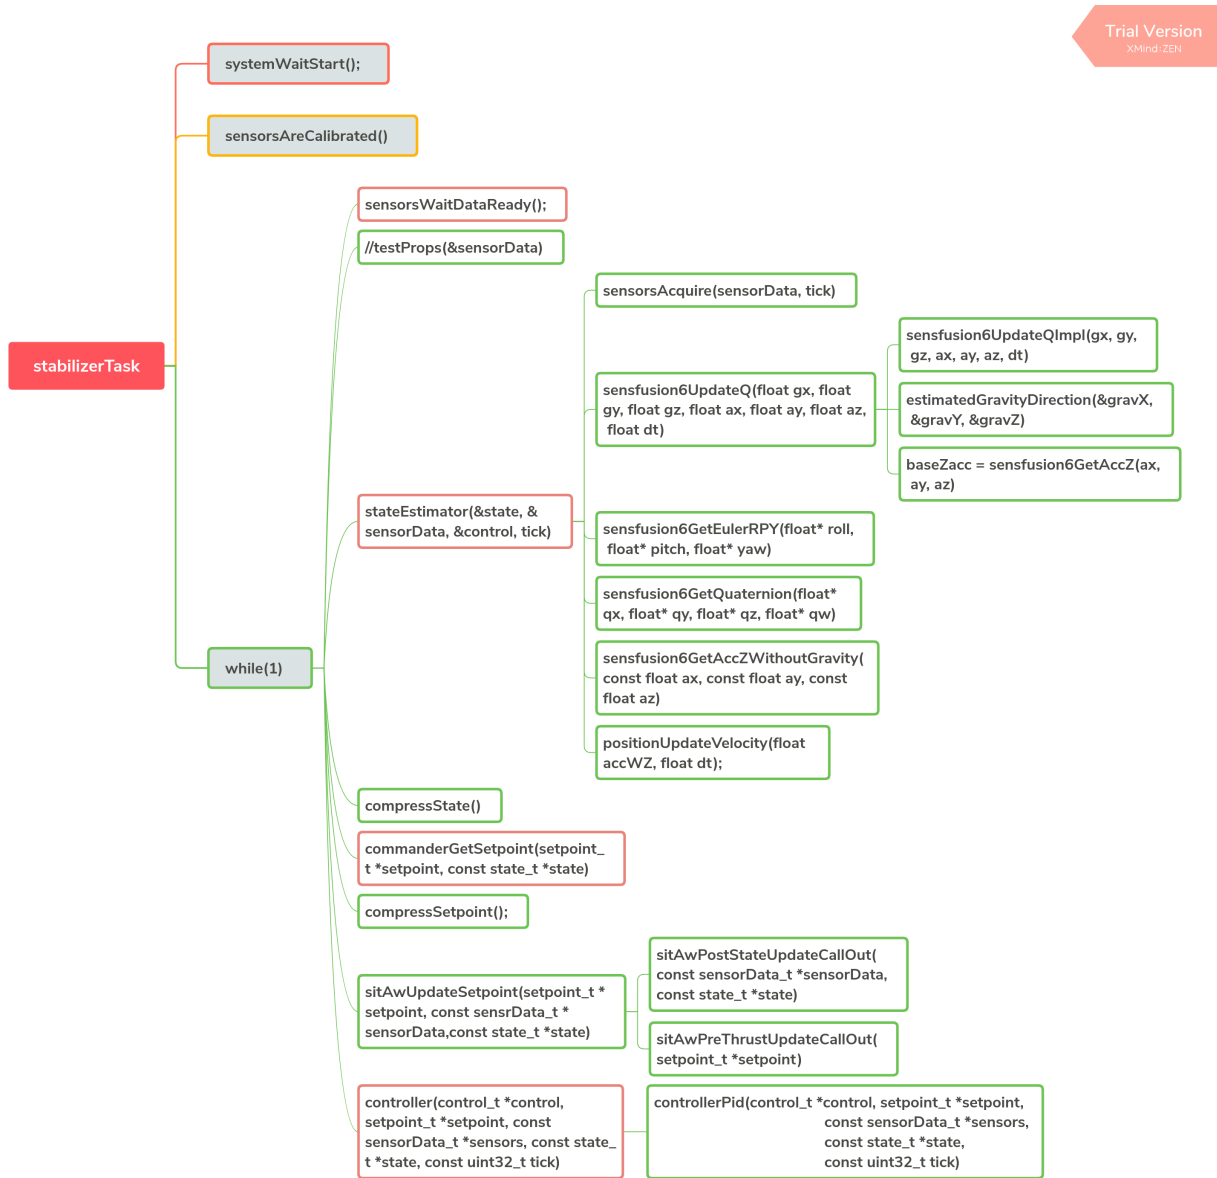 Trial Version
XMind:ZEN
systemWaitStart();
sensorsAreCalibrated()
sensorsWaitDataReady();
//testProps(&sensorData)
sensorsAcquire(sensorData, tick)
sensfusion6UpdateQImpl(gx, gy,
gz, ax, ay, az, dt)
stabilizerTask
sensfusion6UpdateQ(float gx, float
gy, float gz, float ax, float ay, float az,
float dt)
estimatedGravityDirection(&gravX,
&gravY, &gravZ)
baseZacc = sensfusion6GetAccZ(ax,
ay, az)
stateEstimator(&state, &
sensorData, &control, tick)
sensfusion6GetEulerRPY(float* roll,
float* pitch, float* yaw)
sensfusion6GetQuaternion(float*
qx, float* qy, float* qz, float* qw)
while(1)
sensfusion6GetAccZWithoutGravity(
const float ax, const float ay, const
float az)
positionUpdateVelocity(float
accWZ, float dt);
compressState()
commanderGetSetpoint(setpoint_
t *setpoint, const state_t *state)
compressSetpoint();
sitAwUpdateSetpoint(setpoint_t *
setpoint, const sensrData_t *
sensorData,const state_t *state)
sitAwPostStateUpdateCallOut(
const sensorData_t *sensorData,
const state_t *state)
sitAwPreThrustUpdateCallOut(
setpoint_t *setpoint)
controller(control_t *control,
setpoint_t *setpoint, const
sensorData_t *sensors, const state_
t *state, const uint32_t tick)
controllerPid(control_t *control, setpoint_t *setpoint,
const sensorData_t *sensors,
const state_t *state,
const uint32_t tick)